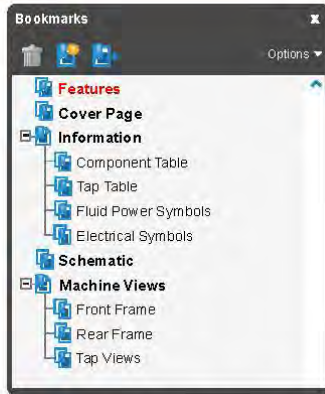 Bookmarks
Options
Features
Cover Page
Information
Component Table
Tap Table
Fluid Power Symbols
Electrical Symbols
Schematic
Machine Views
Front Frame
Rear Frame
Tap Views